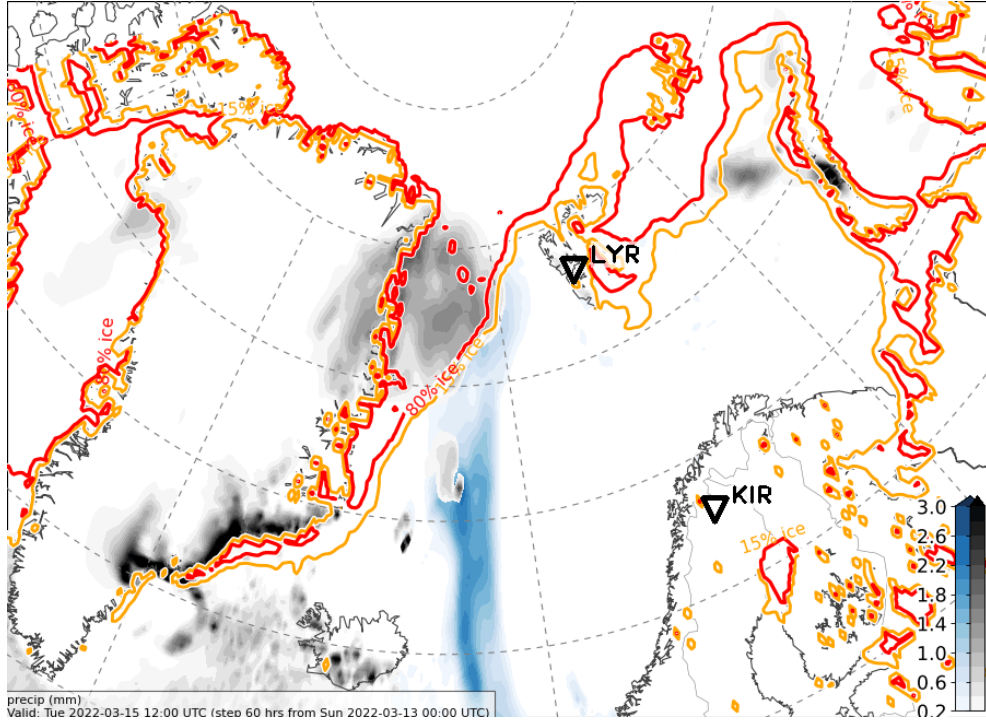 80% ice
15% ice
15% ice
LYR
80% ice
80% ice
15% ice
KIR
15% ice
3.0
2.6
2.2
1.8
1.4
1.0
0.6
0.2
precip (mm)
Valid: Tue 2022-03-15 12:00 UTC (step 60 hrs from Sun 2022-03-13 00:00 UTC)